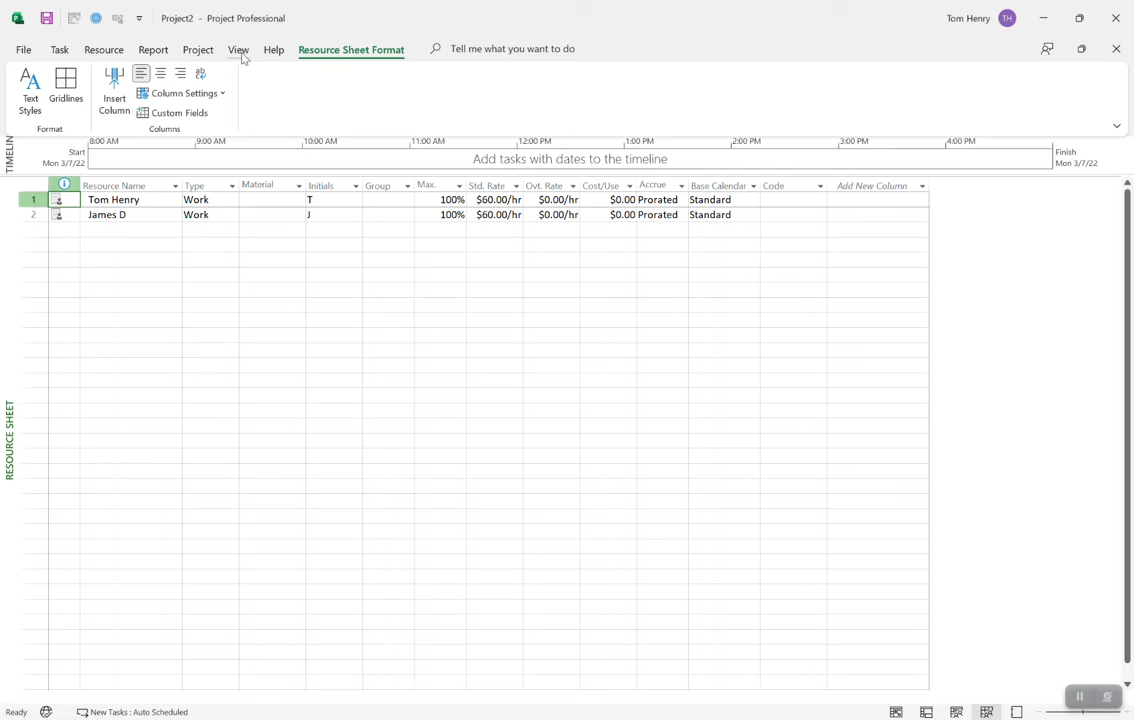 Project2 - Project Professional
Tom Henry TH
File Task Resource Report Project View Help Resource Sheet Format Tell me what you want to do
Text Styles
Gridlines
Format
Insert Column
Column Settings
Custom Fields
Columns
TIMELIN
Start
Mon 3/7/22
8:00 AM 9:00 AM 10:00 AM 11:00 AM 12:00 PM 1:00 PM 2:00 PM 3:00 PM 4:00 PM
Add tasks with dates to the timeline
Finish
Mon 3/7/22
Resource Name Type Material Initials Group Max. Std. Rate Ovt. Rate Cost/Use Accrue Base Calendar Code Add New Column
1 Tom Henry Work T 100% $60.00/hr $0.00/hr $0.00 Prorated Standard
2 James D Work J 100% $60.00/hr $0.00/hr $0.00 Prorated Standard
RESOURCE SHEET
Ready New Tasks : Auto Scheduled